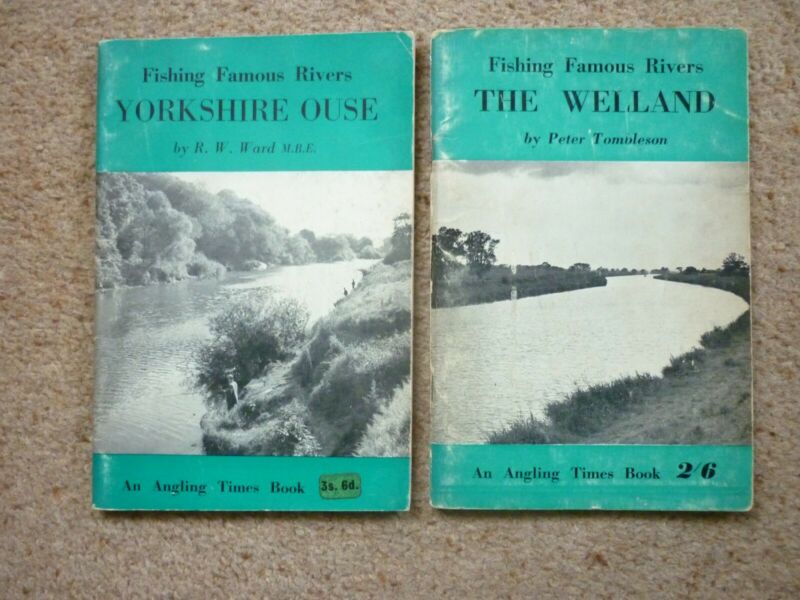 Fishing Famous Rivers
YORKSHIRE OUSE
by R. W. Ward M.B.E.
An Angling Times Book
3s. 6d.
Fishing Famous Rivers
THE WELLAND
by Peter Tombleson
An Angling Times Book 2/6